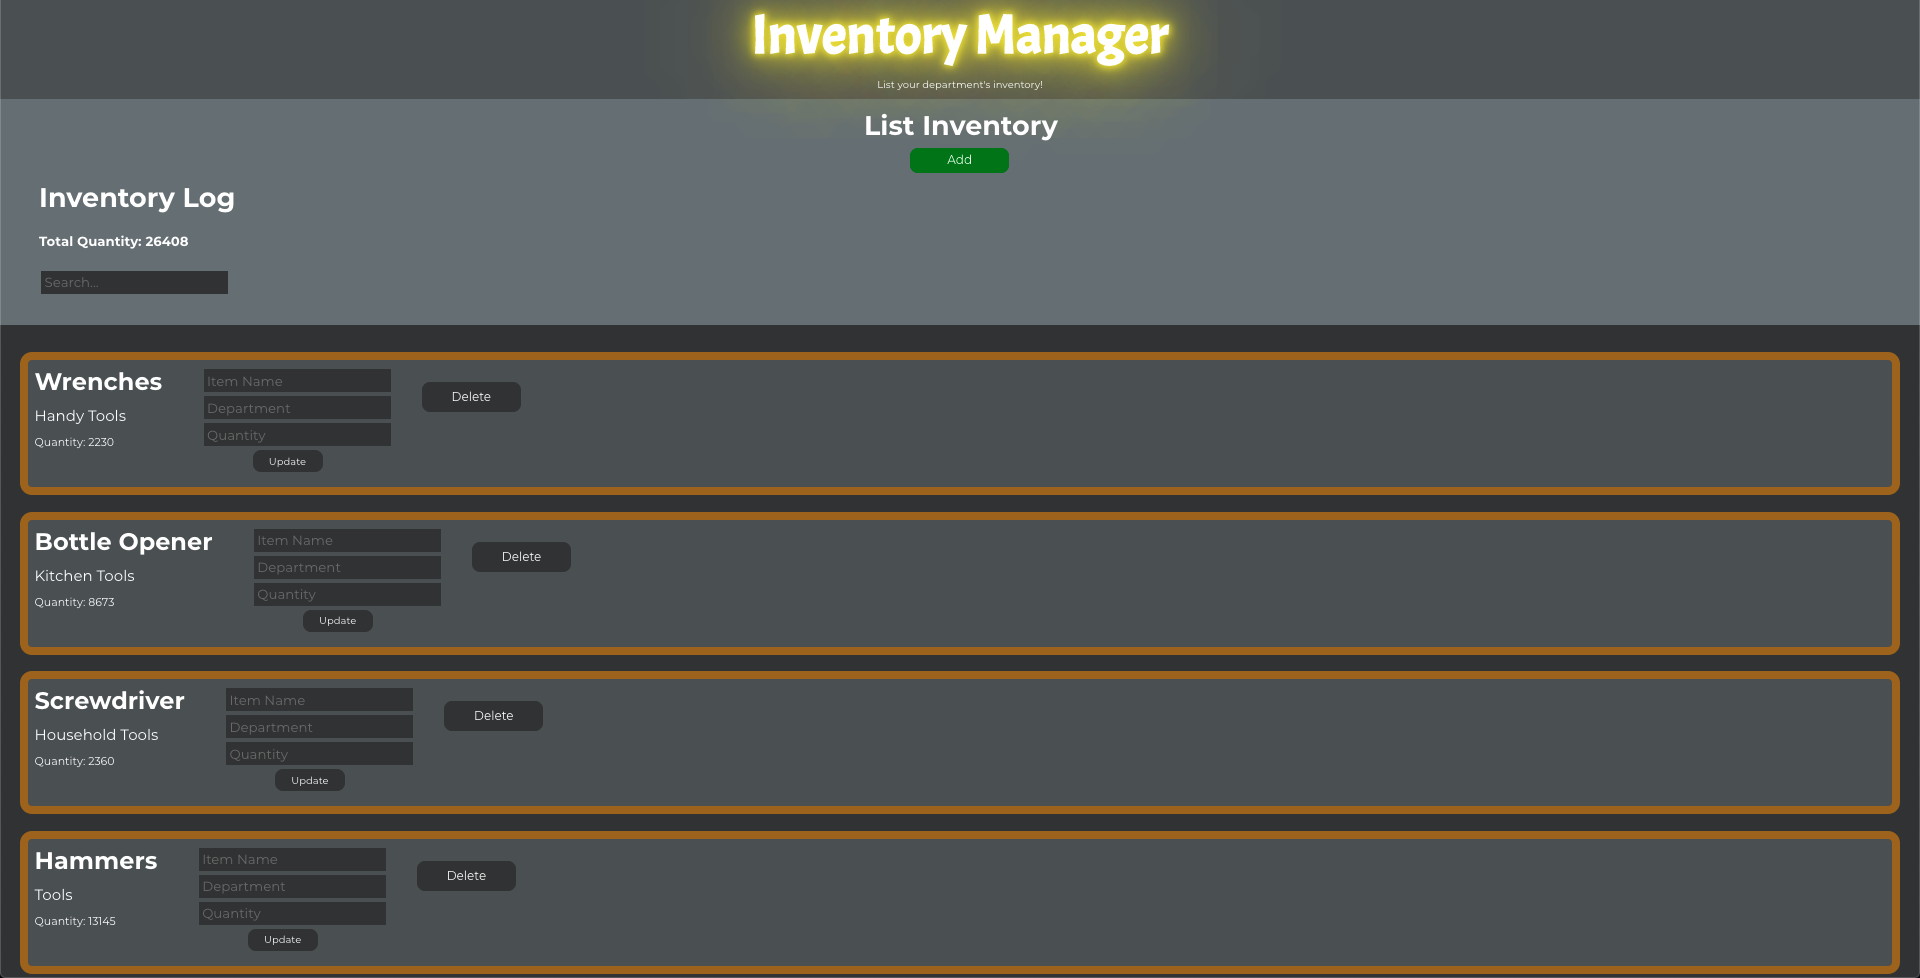 Inventory Manager
List your department's inventory!
List Inventory
Add
Inventory Log
Total Quantity: 26408
Search...
Wrenches
Handy Tools
Quantity: 2230
Item Name
Department
Quantity
Update
Delete
Bottle Opener
Kitchen Tools
Quantity: 8673
Item Name
Department
Quantity
Update
Delete
Screwdriver
Household Tools
Quantity: 2360
Item Name
Department
Quantity
Update
Delete
Hammers
Tools
Quantity: 13145
Item Name
Department
Quantity
Update
Delete